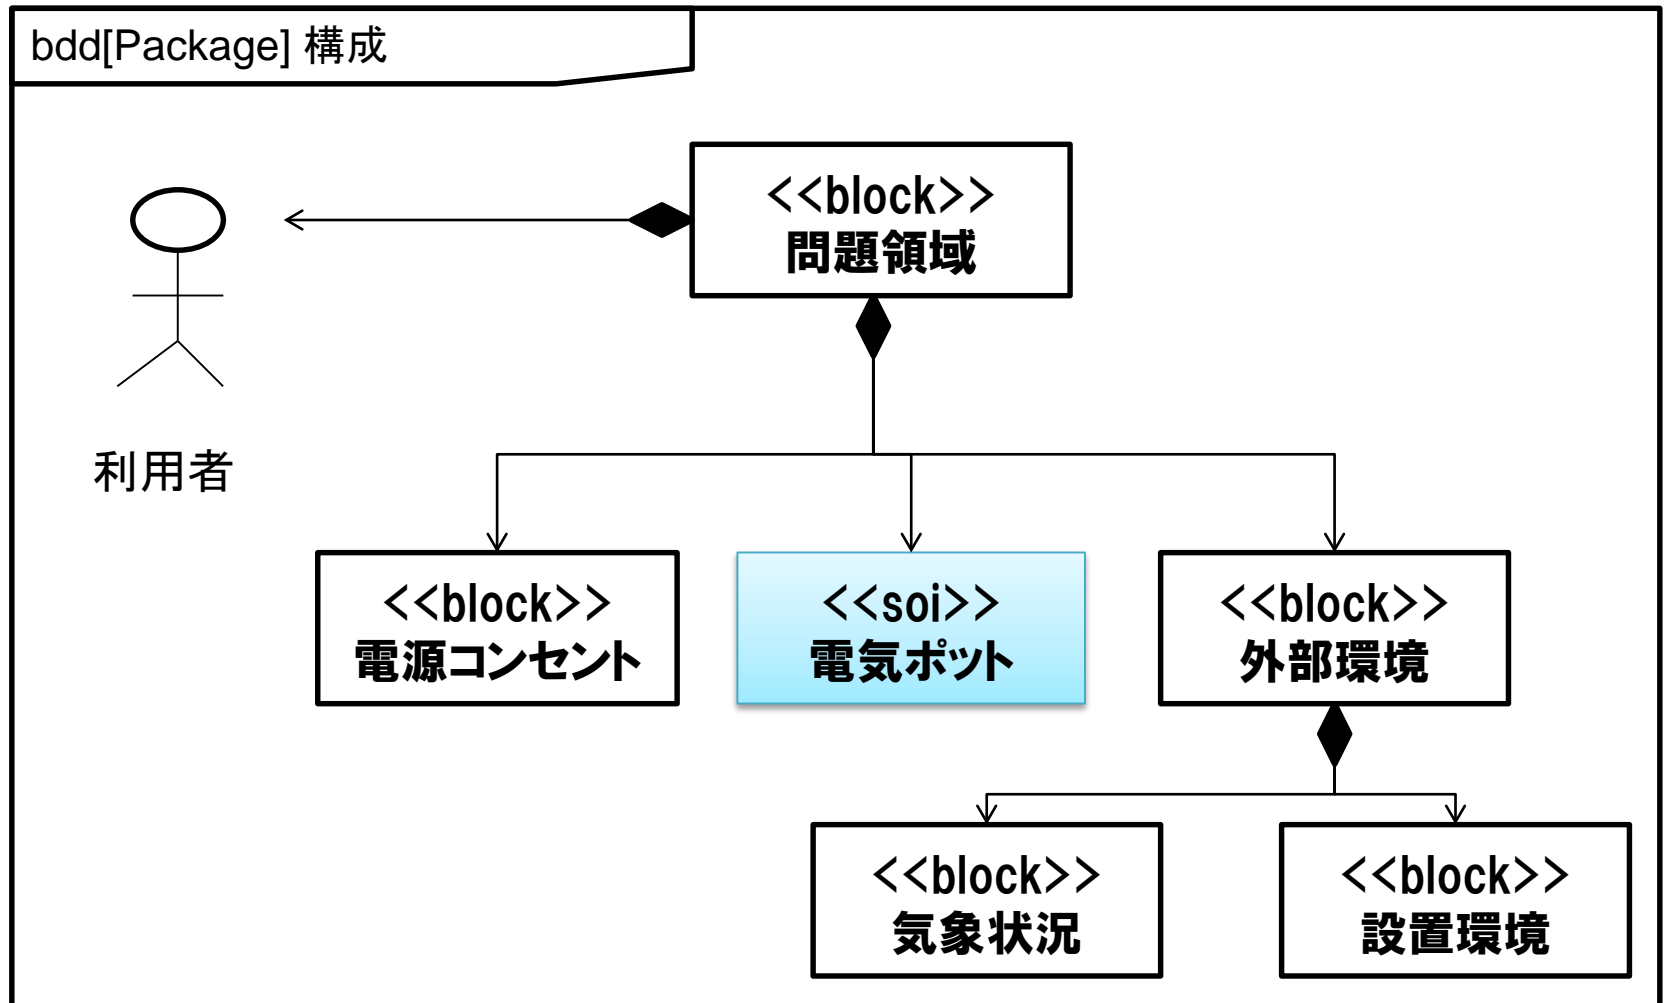 bdd[Package] 構成
<<block>>
問題領域
利用者
<<block>>
電源コンセント
<<soi>>
電気ポット
<<block>>
外部環境
<<block>>
気象状況
<<block>>
設置環境